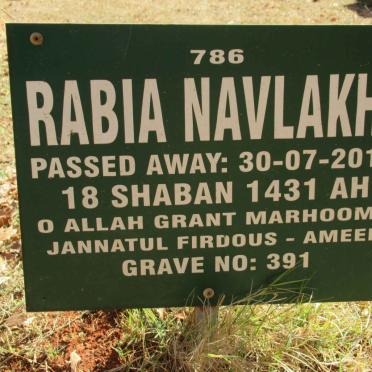 786
RABIA NAVLAKH
PASSED AWAY: 30-07-201
18 SHABAN 1431 AH
O ALLAH GRANT MARHOOM
JANNATUL FIRDOUS - AMEE
GRAVE NO: 391